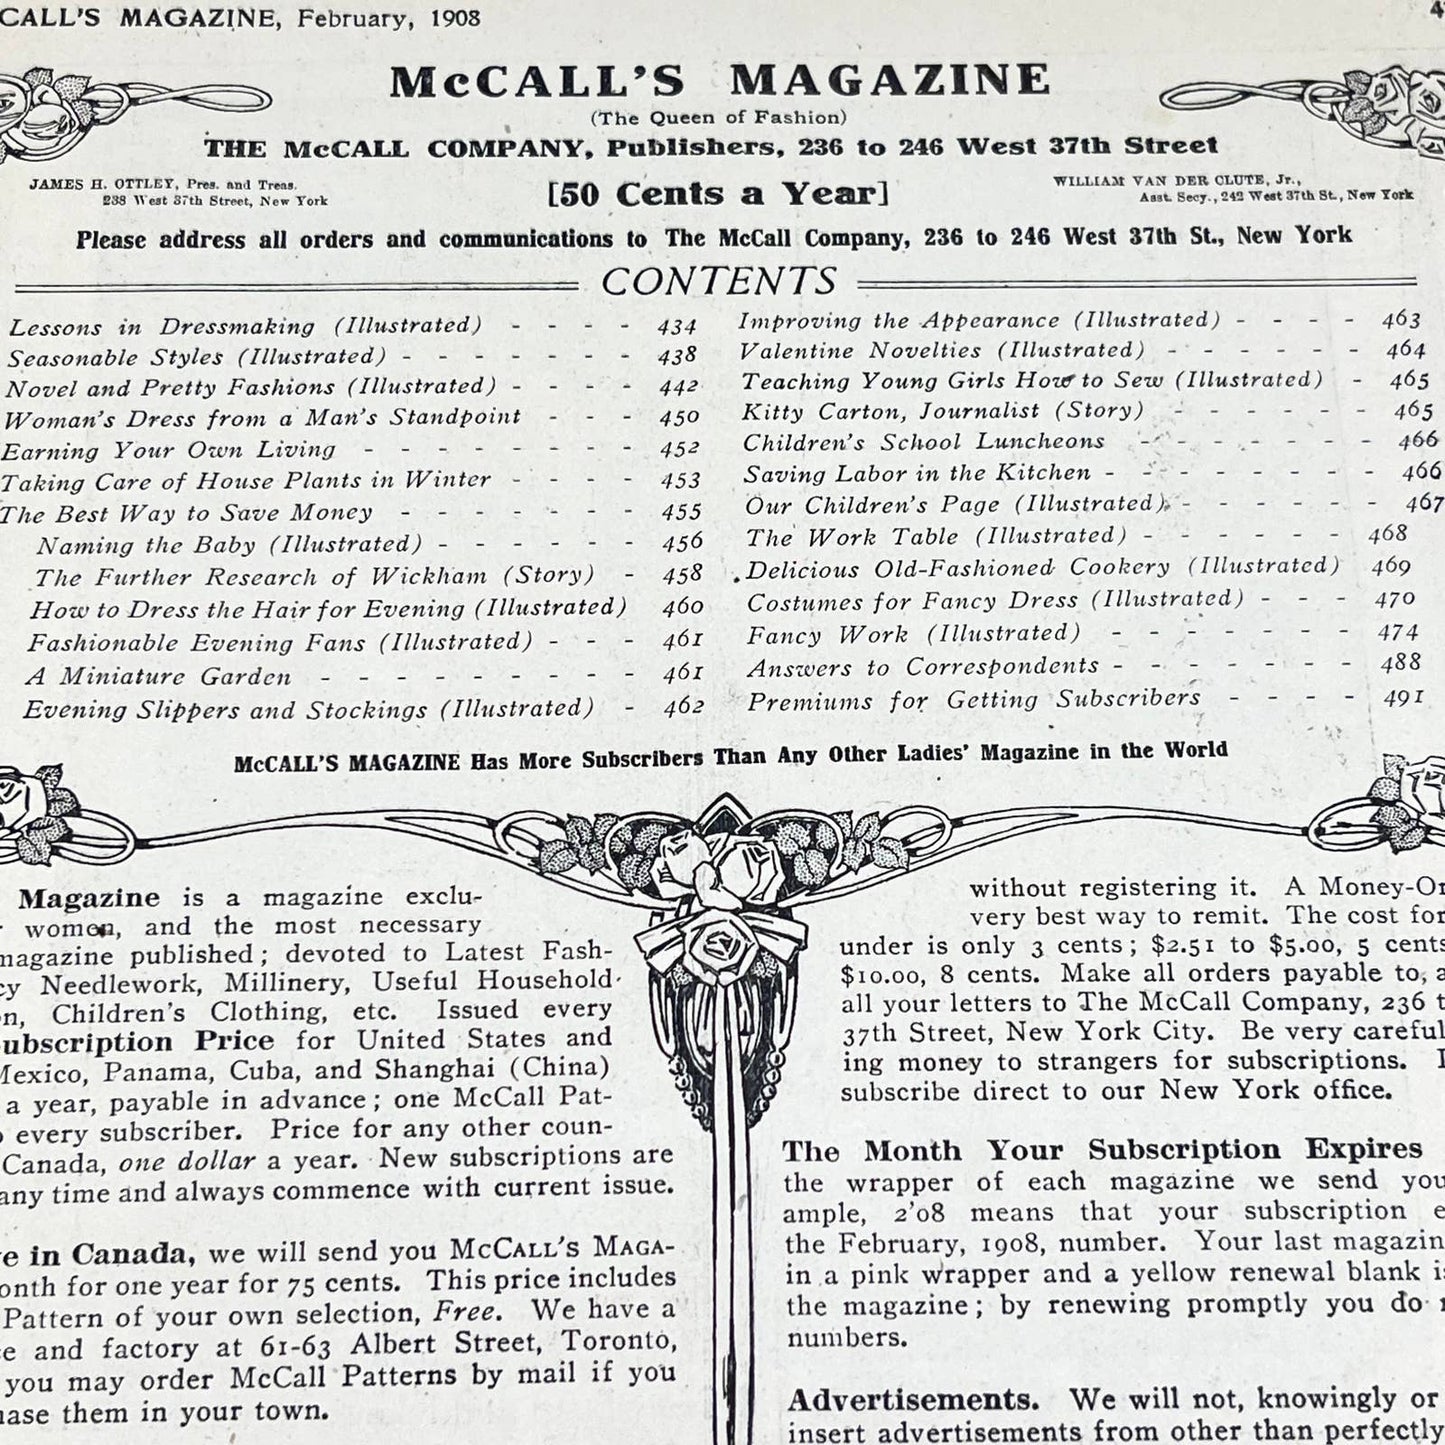 CALL'S MAGAZINE, February, 1908
McCALL'S MAGAZINE
(The Queen of Fashion)
THE McCALL COMPANY, Publishers, 236 to 246 West 37th Street
JAMES H. OTTLEY, Pres. and Treas.
238 West 37th Street, New York
[50 Cents a Year]
WILLIAM VAN DER CLUTE, Jr.,
Asst. Secy., 242 West 37th St., New York
Please address all orders and communications to The McCall Company, 236 to 246 West 37th St., New York
CONTENTS
Lessons in Dressmaking (Illustrated) - - - - 434
Seasonable Styles (Illustrated) - - - - - - - 438
Novel and Pretty Fashions (Illustrated) - - - - 442
Woman's Dress from a Man's Standpoint - - - 450
Earning Your Own Living - - - - - - - - 452
Taking Care of House Plants in Winter - - - - 453
The Best Way to Save Money - - - - - - - 455
Naming the Baby (Illustrated) - - - - - - 456
The Further Research of Wickham (Story) - 458
How to Dress the Hair for Evening (Illustrated) 460
Fashionable Evening Fans (Illustrated) - - - 461
A Miniature Garden - - - - - - - - 461
Evening Slippers and Stockings (Illustrated) - 462
Improving the Appearance (Illustrated) - - - - 463
Valentine Novelties (Illustrated) - - - - - - 464
Teaching Young Girls How to Sew (Illustrated) - 465
Kitty Carton, Journalist (Story) - - - - - - 465
Children's School Luncheons - - - - - - - 466
Saving Labor in the Kitchen - - - - - - - - 466
Our Children's Page (Illustrated) - - - - - - 467
The Work Table (Illustrated) - - - - - - 468
Delicious Old-Fashioned Cookery (Illustrated) 469
Costumes for Fancy Dress (Illustrated) - - - 470
Fancy Work (Illustrated) - - - - - - - 474
Answers to Correspondents - - - - - - - 488
Premiums for Getting Subscribers - - - - 491
McCALL'S MAGAZINE Has More Subscribers Than Any Other Ladies' Magazine in the World
Magazine is a magazine exclu-
women, and the most necessary
magazine published; devoted to Latest Fash-
Needlework, Millinery, Useful Household
Children's Clothing, etc. Issued every
Subscription Price for United States and
Mexico, Panama, Cuba, and Shanghai (China)
a year, payable in advance; one McCall Pat-
every subscriber. Price for any other coun-
Canada, one dollar a year. New subscriptions are
any time and always commence with current issue.
in Canada, we will send you McCALL'S MAGA-
for one year for 75 cents. This price includes
Pattern of your own selection, Free. We have a
and factory at 61-63 Albert Street, Toronto,
you may order McCall Patterns by mail if you
them in your town.
without registering it. A Money-Or
very best way to remit. The cost for
under is only 3 cents; $2.51 to $5.00, 5 cents
$10.00, 8 cents. Make all orders payable to, a
all your letters to The McCall Company, 236 t
37th Street, New York City. Be very careful
ing money to strangers for subscriptions.
subscribe direct to our New York office.
The Month Your Subscription Expires
the wrapper of each magazine we send you
ample, 2'08 means that your subscription e
the February, 1908, number. Your last magazin
in a pink wrapper and a yellow renewal blank i
the magazine; by renewing promptly you do
numbers.
Advertisements. We will not, knowingly or
insert advertisements from other than perfectly